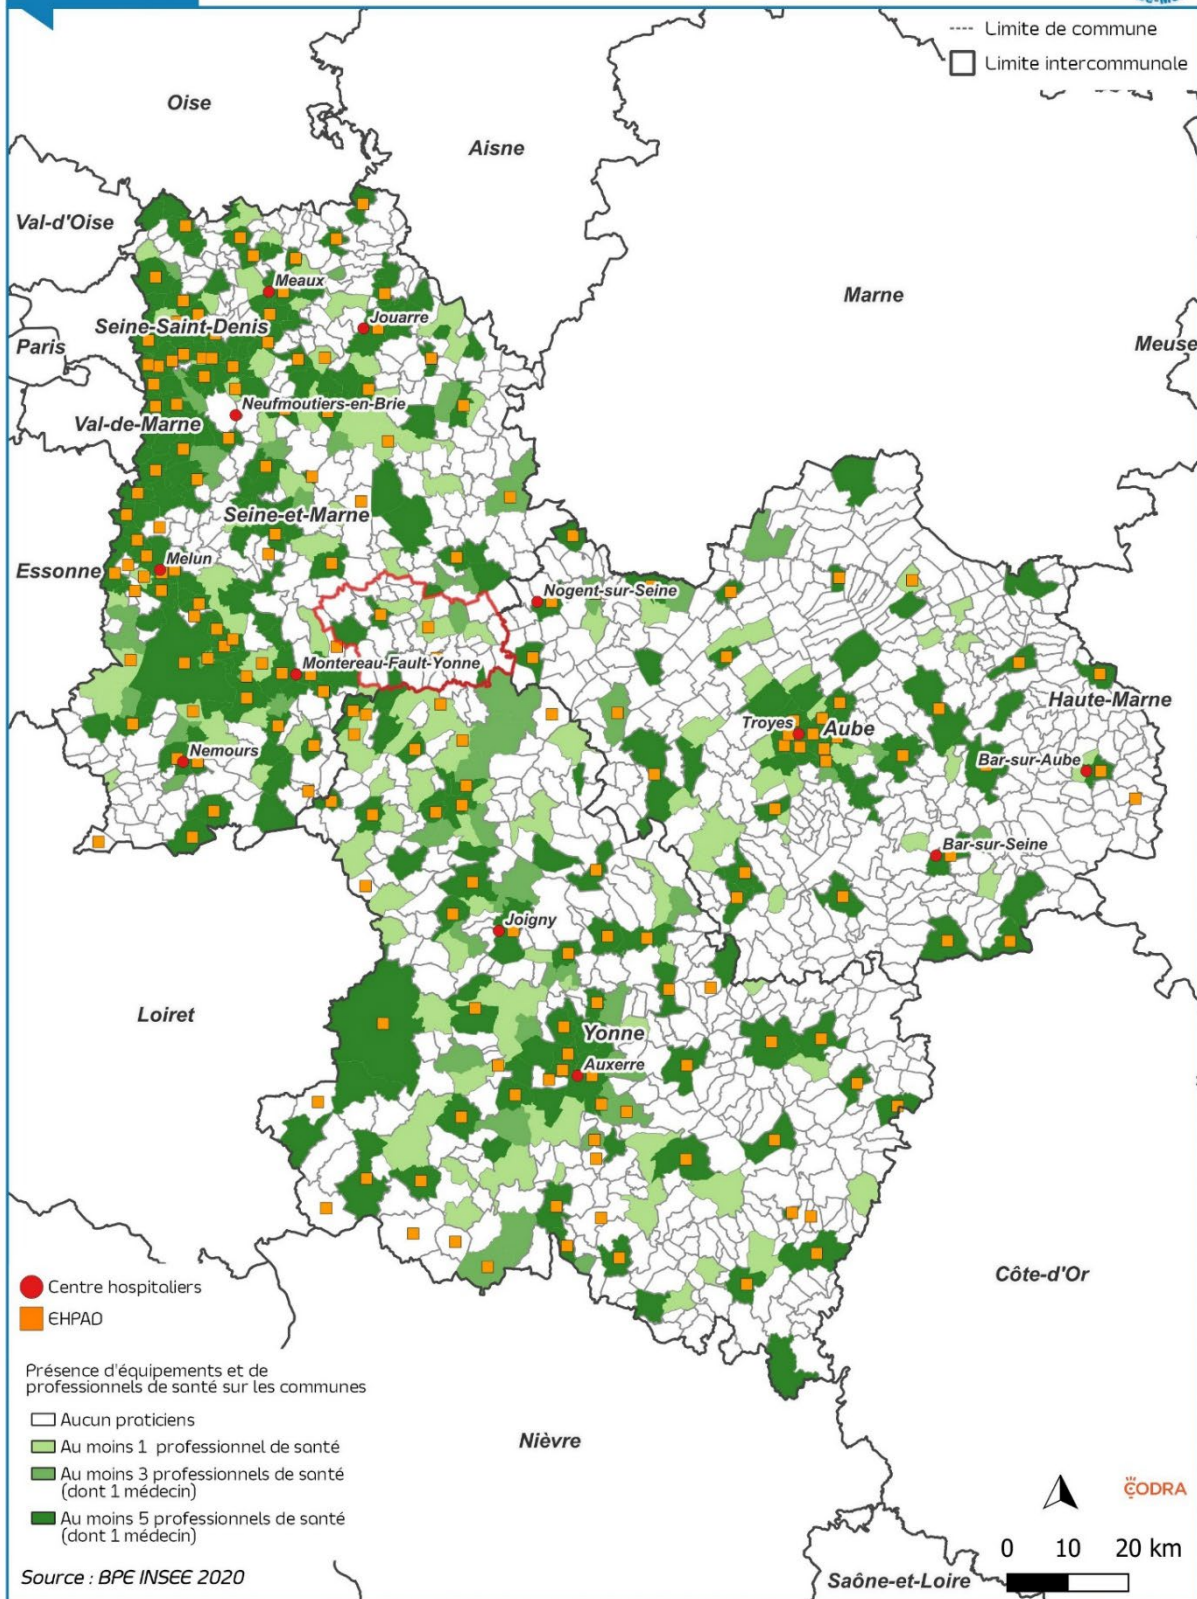 Limite de commune
Limite intercommunale
Oise
Aisne
Val-d'Oise
Marne
Meaux
Seine-Saint-Denis
Jouarre
Paris
Meuse
Neufmoutiers-en-Brie
Val-de-Marne
Seine-et-Marne
Essonne
Melun
Nogent-sur-Seine
Montereau-Fault-Yonne
Haute-Marne
Troyes
Aube
Nemours
Bar-sur-Aube
Bar-sur-Seine
Joigny
Loiret
Yonne
Auxerre
Côte-d'Or
Centre hospitaliers
EHPAD
Présence d'équipements et de
professionnels de santé sur les communes
Aucun praticiens
Au moins 1 professionnel de santé
Au moins 3 professionnels de santé
(dont 1 médecin)
Au moins 5 professionnels de santé
(dont 1 médecin)
Nièvre
CODRA
0 10 20 km
Source : BPE INSEE 2020
Saône-et-Loire